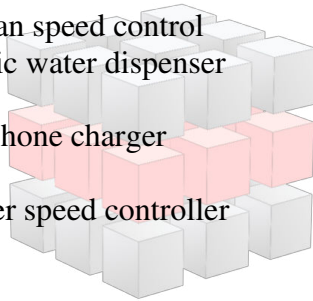 an speed control
ic water dispenser
hone charger
er speed controller